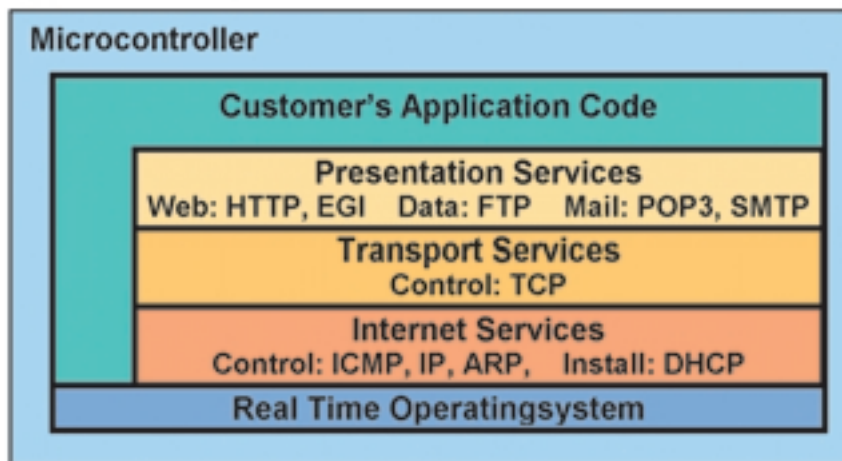 Microcontroller
Customer's Application Code
Presentation Services
Web: HTTP, EGI Data: FTP Mail: POP3, SMTP
Transport Services
Control: TCP
Internet Services
Control: ICMP, IP, ARP, Install: DHCP
Real Time Operatingsystem